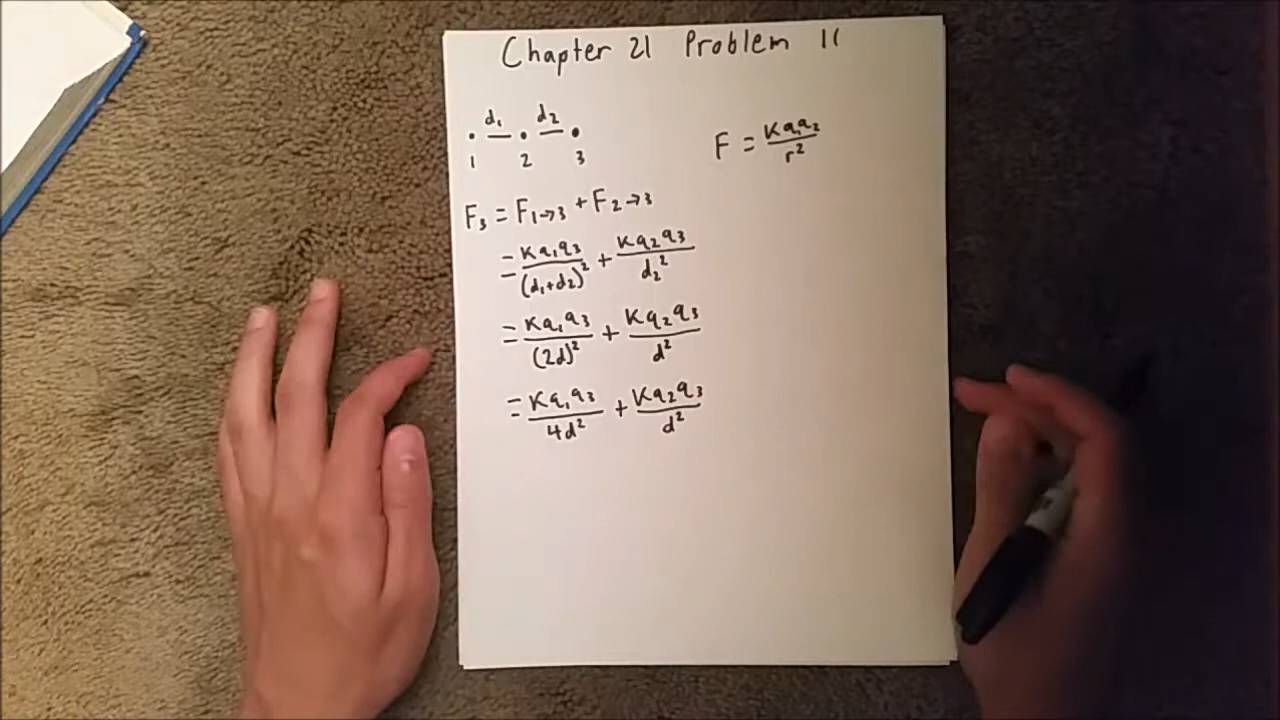 Chapter 21 Problem 11
d₁ d₂
1 2 3
F = Kq₁q₂/r²
F₃ = F₁→₃ + F₂→₃
= Kq₁q₃/(d₁+d₂)² + Kq₂q₃/d₂²
= Kq₁q₃/(2d)² + Kq₂q₃/d²
= Kq₁q₃/4d² + Kq₂q₃/d²